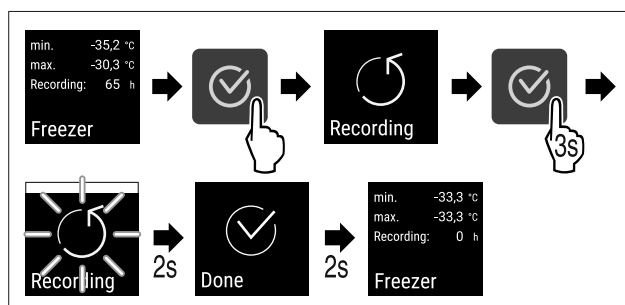 min. -35,2 °C
max. -30,3 °C
Recording: 65 h
Freezer
Recording
3s
Recording
2s
Done
2s
min. -33,3 °C
max. -33,3 °C
Recording: 0 h
Freezer